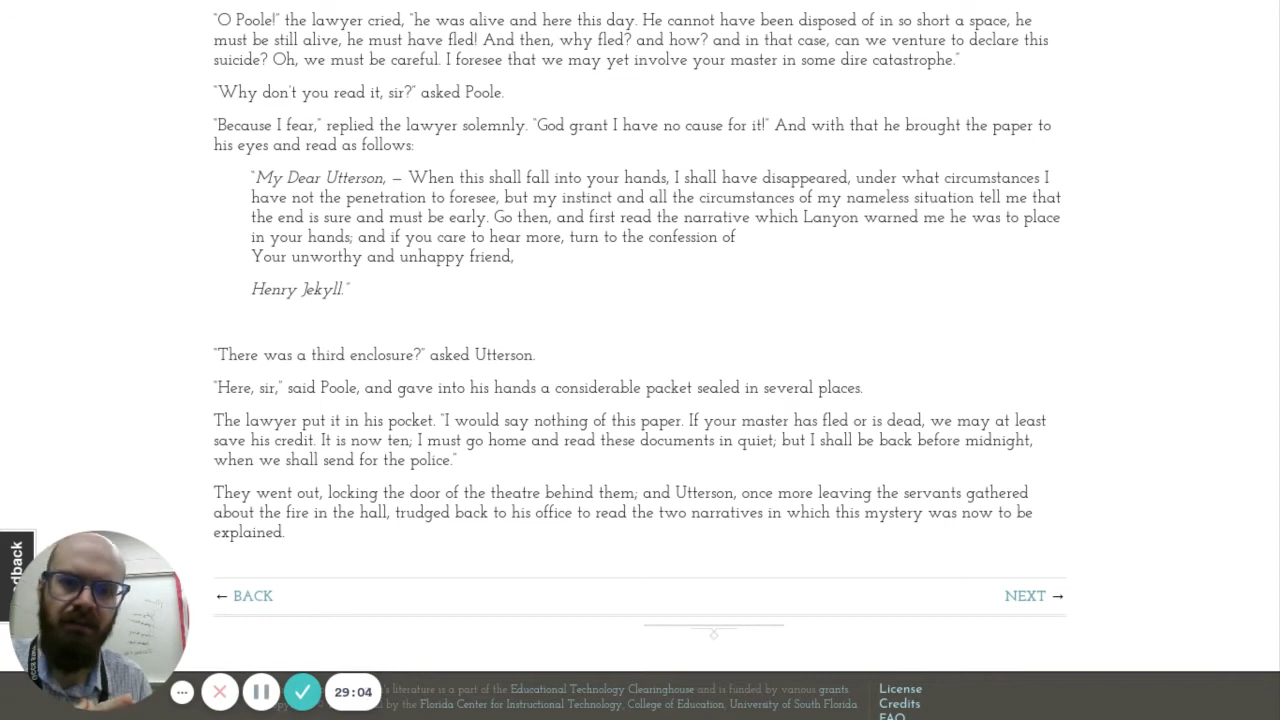 “O Poole!” the lawyer cried, “he was alive and here this day. He cannot have been disposed of in so short a space, he
must be still alive, he must have fled! And then, why fled? and how? and in that case, can we venture to declare this
suicide? Oh, we must be careful. I foresee that we may yet involve your master in some dire catastrophe.”
“Why don’t you read it, sir?” asked Poole.
“Because I fear,” replied the lawyer solemnly. “God grant I have no cause for it!” And with that he brought the paper to
his eyes and read as follows:
“My Dear Utterson, – When this shall fall into your hands, I shall have disappeared, under what circumstances I
have not the penetration to foresee, but my instinct and all the circumstances of my nameless situation tell me that
the end is sure and must be early. Go then, and first read the narrative which Lanyon warned me he was to place
in your hands; and if you care to hear more, turn to the confession of
Your unworthy and unhappy friend,
Henry Jekyll.”
“There was a third enclosure?” asked Utterson.
“Here, sir,” said Poole, and gave into his hands a considerable packet sealed in several places.
The lawyer put it in his pocket. “I would say nothing of this paper. If your master has fled or is dead, we may at least
save his credit. It is now ten; I must go home and read these documents in quiet; but I shall be back before midnight,
when we shall send for the police.”
They went out, locking the door of the theatre behind them; and Utterson, once more leaving the servants gathered
about the fire in the hall, trudged back to his office to read the two narratives in which this mystery was now to be
explained.
dback
← BACK
NEXT →
29:04
's literature is a part of the Educational Technology Clearinghouse and is funded by various grants.
by the Florida Center for Instructional Technology, College of Education, University of South Florida.
License
Credits
FAQ